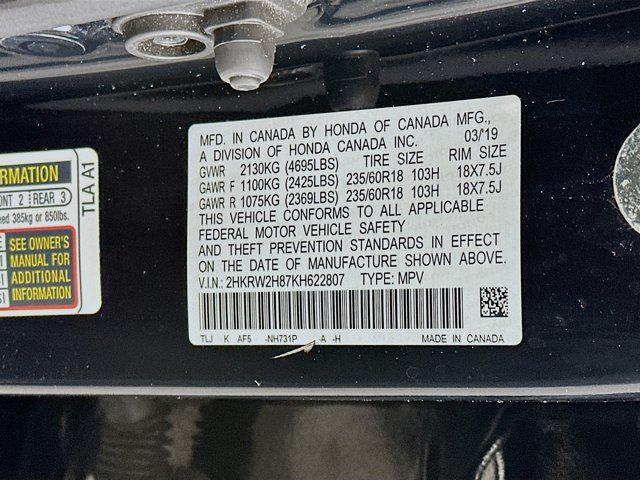 RMATION
ONT 2 REAR 3
eed 385kg or 850lbs.
SEE OWNER'S
MANUAL FOR
ADDITIONAL
INFORMATION
TLA A1
MFD. IN CANADA BY HONDA OF CANADA MFG.,
A DIVISION OF HONDA CANADA INC. 03/19
GVWR 2130KG (4695LBS) TIRE SIZE RIM SIZE
GAWR F 1100KG (2425LBS) 235/60R18 103H 18X7.5J
GAWR R 1075KG (2369LBS) 235/60R18 103H 18X7.5J
THIS VEHICLE CONFORMS TO ALL APPLICABLE
FEDERAL MOTOR VEHICLE SAFETY
AND THEFT PREVENTION STANDARDS IN EFFECT
ON THE DATE OF MANUFACTURE SHOWN ABOVE.
V.I.N.: 2HKRW2H87KH622807 TYPE: MPV
TLJ K AF5 -NH731P A -H MADE IN CANADA